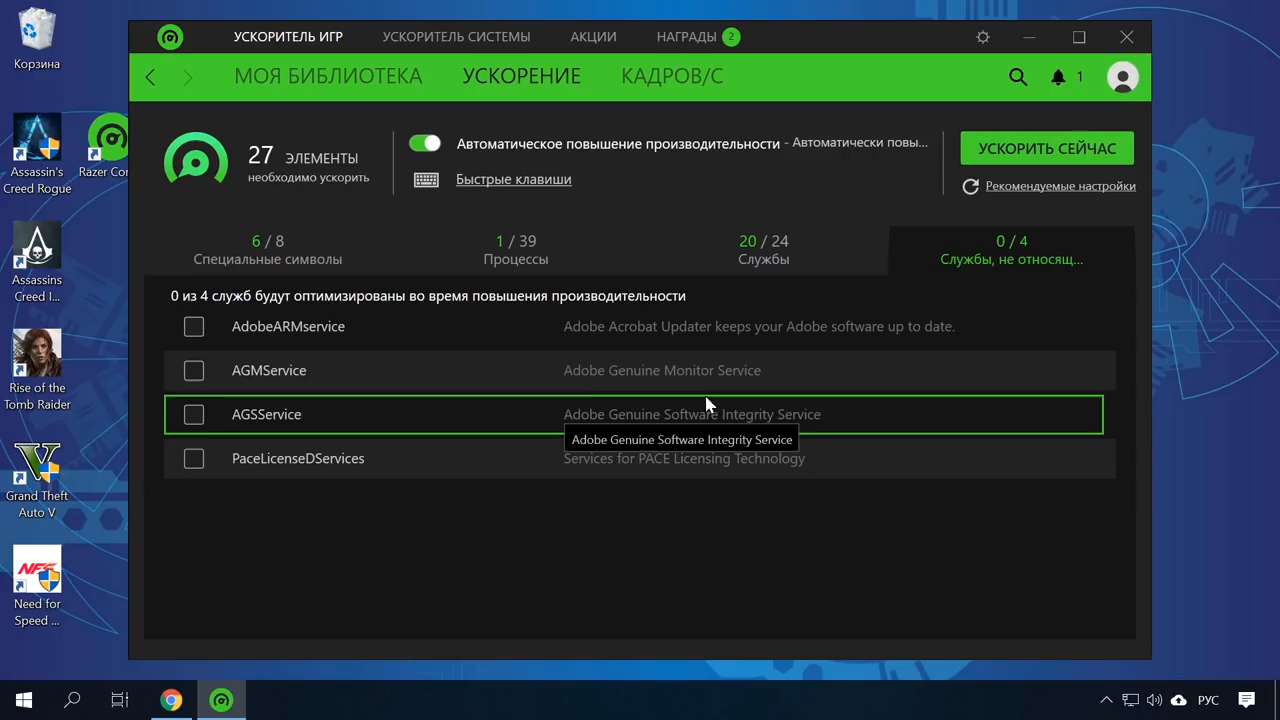 Корзина
Assassin's
Creed Rogue
Razer Cor
Assassins
Creed I...
Rise of the
Tomb Raider
Grand Theft
Auto V
NFS
Need for
Speed ...
УСКОРИТЕЛЬ ИГР
УСКОРИТЕЛЬ СИСТЕМЫ
АКЦИИ
НАГРАДЫ 2
МОЯ БИБЛИОТЕКА
УСКОРЕНИЕ
КАДРОВ/С
1
27 ЭЛЕМЕНТЫ
необходимо ускорить
Автоматическое повышение производительности - Автоматически повы...
Быстрые клавиши
УСКОРИТЬ СЕЙЧАС
Рекомендуемые настройки
6 / 8
Специальные символы
1 / 39
Процессы
20 / 24
Службы
0 / 4
Службы, не относящ...
0 из 4 служб будут оптимизированы во время повышения производительности
AdobeARMservice
Adobe Acrobat Updater keeps your Adobe software up to date.
AGMService
Adobe Genuine Monitor Service
AGSService
Adobe Genuine Software Integrity Service
Adobe Genuine Software Integrity Service
PaceLicenseDServices
Services for PACE Licensing Technology
РУС